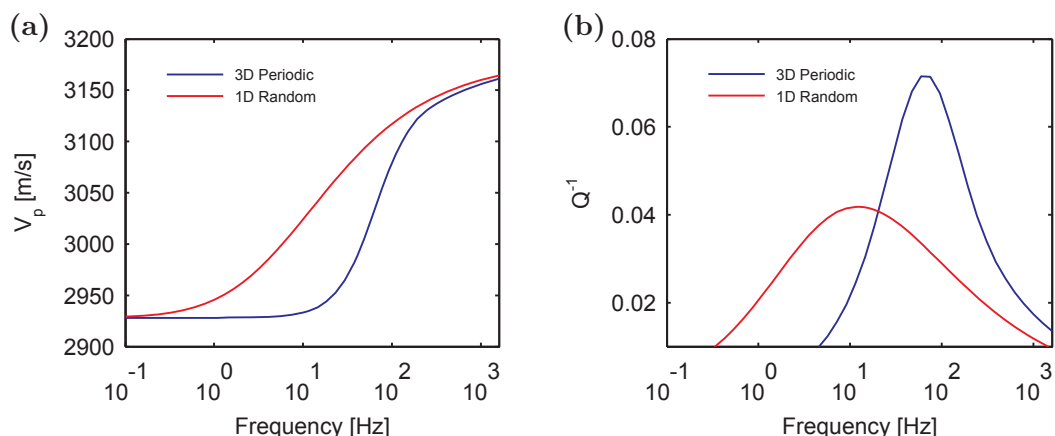 (a)
3200
3150
3100
3050
3000
2950
2900
V_p [m/s]
3D Periodic
1D Random
10^-1 10^0 10^1 10^2 10^3
Frequency [Hz]
(b)
0.08
0.06
0.04
0.02
Q^-1
3D Periodic
1D Random
10^-1 10^0 10^1 10^2 10^3
Frequency [Hz]